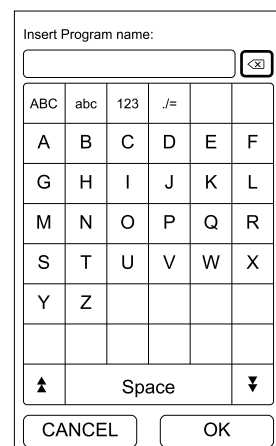 Insert Program name:
ABC abc 123 ./=
A B C D E F
G H I J K L
M N O P Q R
S T U V W X
Y Z
Space
CANCEL OK